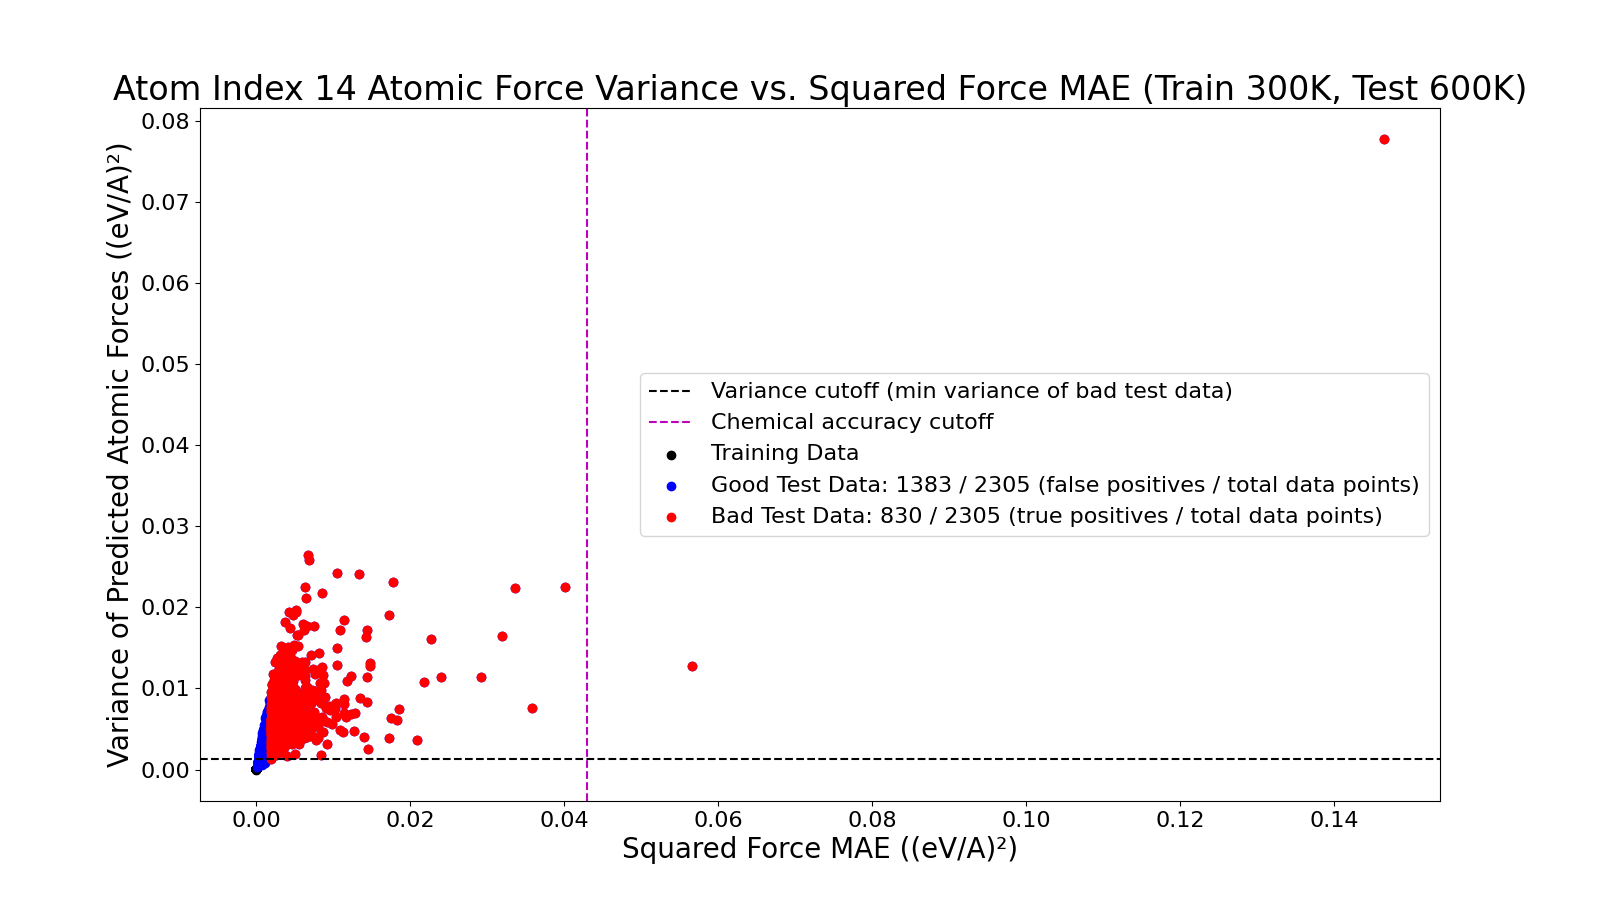 Atom Index 14 Atomic Force Variance vs. Squared Force MAE (Train 300K, Test 600K)
Variance of Predicted Atomic Forces ((eV/A)²)
0.08
0.07
0.06
0.05
0.04
0.03
0.02
0.01
0.00
Variance cutoff (min variance of bad test data)
Chemical accuracy cutoff
Training Data
Good Test Data: 1383 / 2305 (false positives / total data points)
Bad Test Data: 830 / 2305 (true positives / total data points)
0.00 0.02 0.04 0.06 0.08 0.10 0.12 0.14
Squared Force MAE ((eV/A)²)